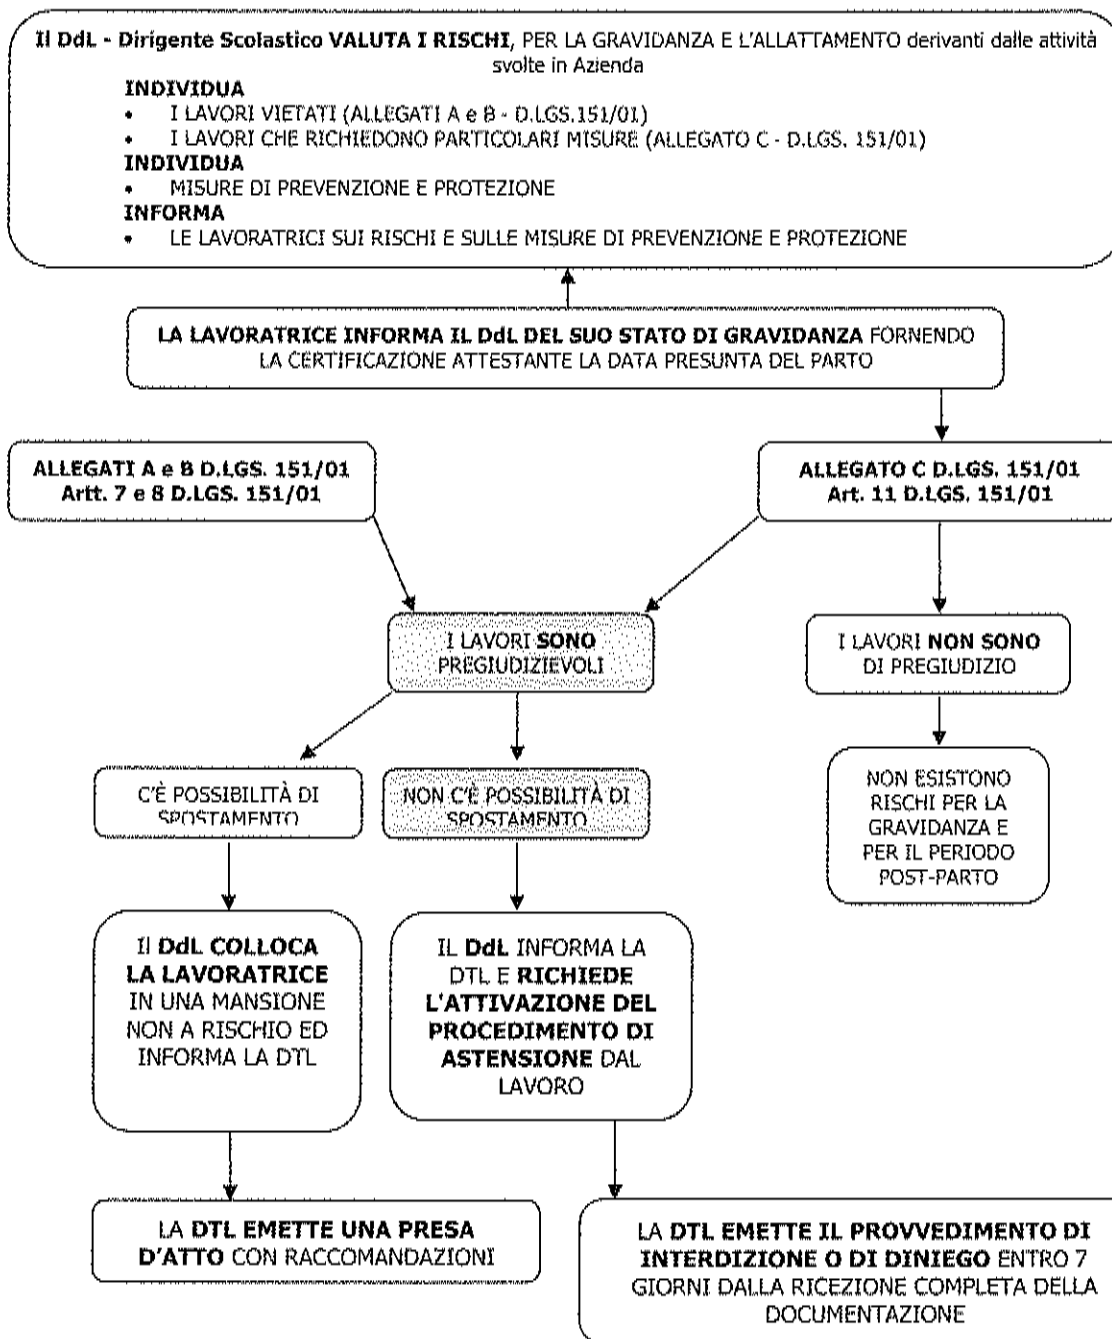 Il DdL - Dirigente Scolastico VALUTA I RISCHI, PER LA GRAVIDANZA E L'ALLATTAMENTO derivanti dalle attività
svolte in Azienda
INDIVIDUA
• I LAVORI VIETATI (ALLEGATI A e B - D.LGS.151/01)
• I LAVORI CHE RICHIEDONO PARTICOLARI MISURE (ALLEGATO C - D.LGS. 151/01)
INDIVIDUA
• MISURE DI PREVENZIONE E PROTEZIONE
INFORMA
• LE LAVORATRICI SUI RISCHI E SULLE MISURE DI PREVENZIONE E PROTEZIONE
LA LAVORATRICE INFORMA IL DdL DEL SUO STATO DI GRAVIDANZA FORNENDO
LA CERTIFICAZIONE ATTESTANTE LA DATA PRESUNTA DEL PARTO
ALLEGATI A e B D.LGS. 151/01
Artt. 7 e 8 D.LGS. 151/01
ALLEGATO C D.LGS. 151/01
Art. 11 D.LGS. 151/01
I LAVORI SONO
PREGIUDIZIEVOLI
I LAVORI NON SONO
DI PREGIUDIZIO
C'È POSSIBILITÀ DI
SPOSTAMENTO
NON C'È POSSIBILITÀ DI
SPOSTAMENTO
NON ESISTONO
RISCHI PER LA
GRAVIDANZA E
PER IL PERIODO
POST-PARTO
Il DdL COLLOCA
LA LAVORATRICE
IN UNA MANSIONE
NON A RISCHIO ED
INFORMA LA DTL
IL DdL INFORMA LA
DTL E RICHIEDE
L'ATTIVAZIONE DEL
PROCEDIMENTO DI
ASTENSIONE DAL
LAVORO
LA DTL EMETTE UNA PRESA
D'ATTO CON RACCOMANDAZIONI
LA DTL EMETTE IL PROVVEDIMENTO DI
INTERDIZIONE O DI DINIEGO ENTRO 7
GIORNI DALLA RICEZIONE COMPLETA DELLA
DOCUMENTAZIONE